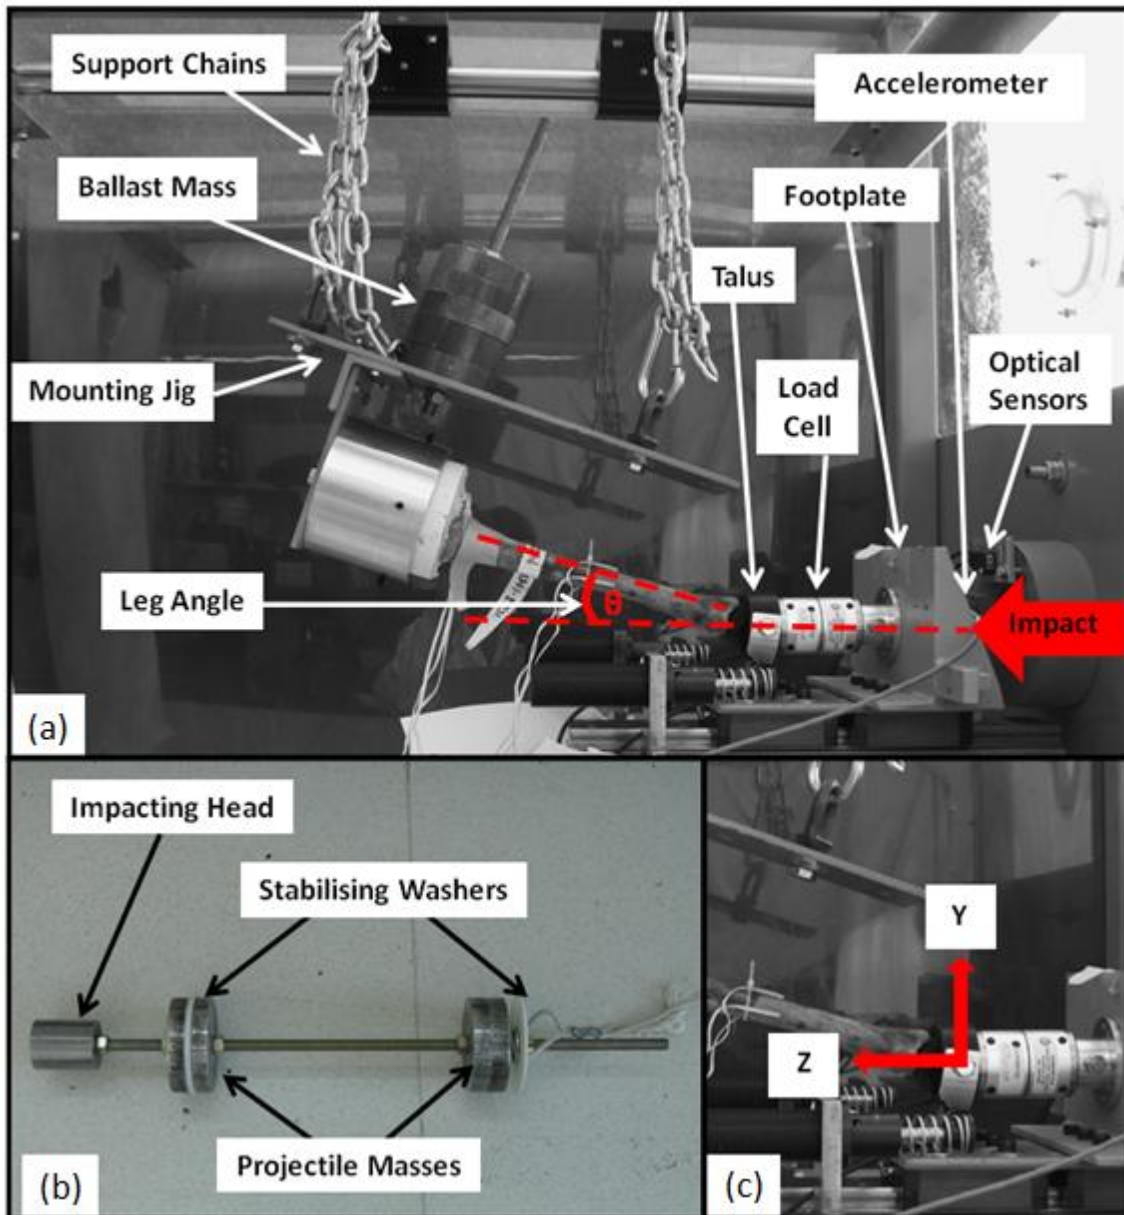 Support Chains
Accelerometer
Ballast Mass
Footplate
Talus
Mounting Jig
Load
Cell
Optical
Sensors
Leg Angle
θ
Impact
(a)
Impacting Head
Stabilising Washers
Projectile Masses
(b)
Y
Z
(c)